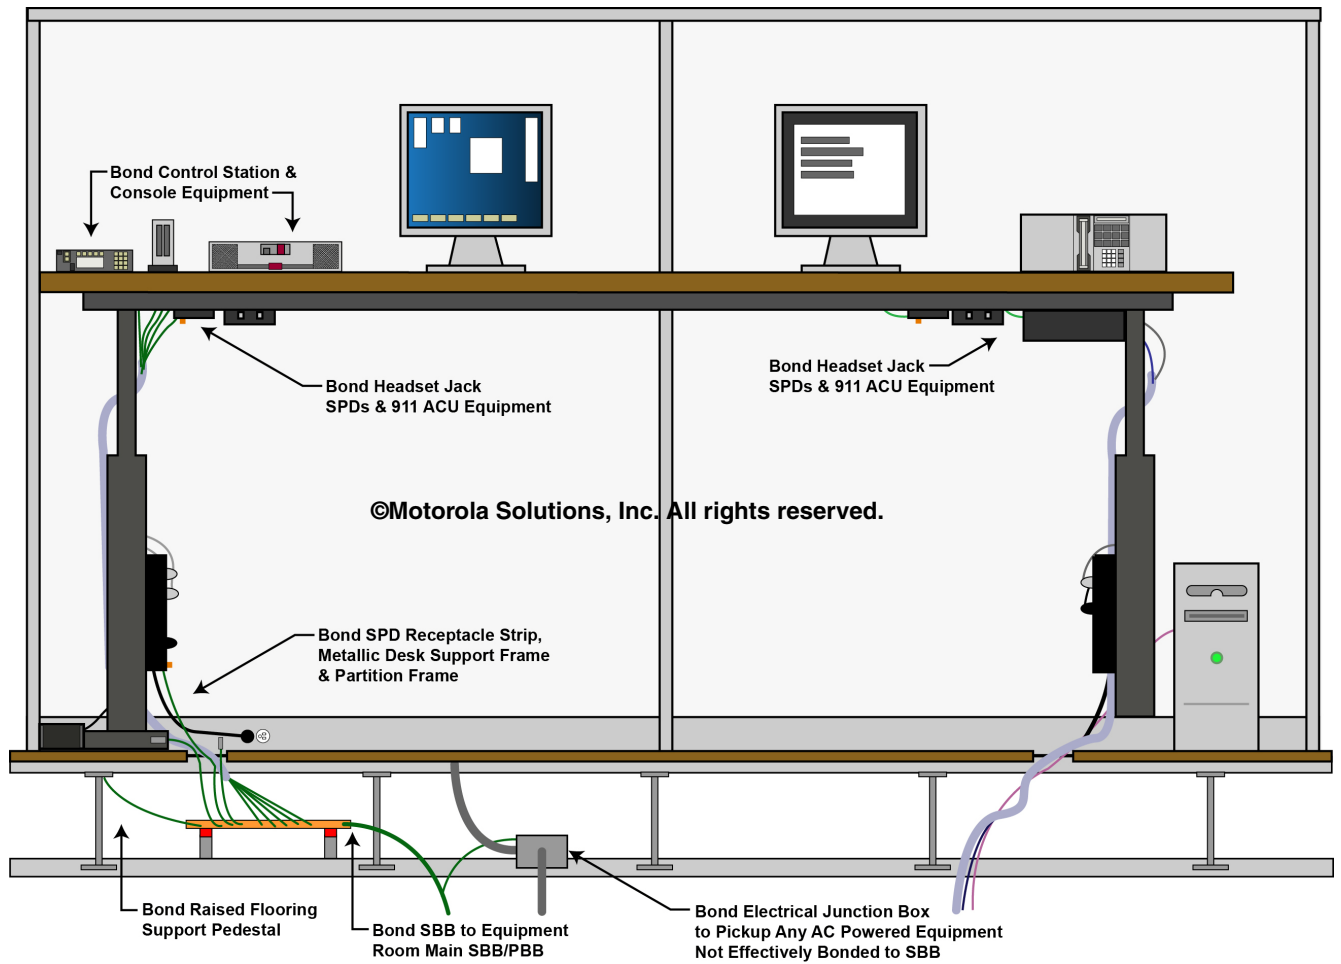 Bond Control Station &
Console Equipment
Bond Headset Jack
SPDs & 911 ACU Equipment
Bond Headset Jack
SPDs & 911 ACU Equipment
©Motorola Solutions, Inc. All rights reserved.
Bond SPD Receptacle Strip,
Metallic Desk Support Frame
& Partition Frame
Bond Raised Flooring
Support Pedestal
Bond SBB to Equipment
Room Main SBB/PBB
Bond Electrical Junction Box
to Pickup Any AC Powered Equipment
Not Effectively Bonded to SBB